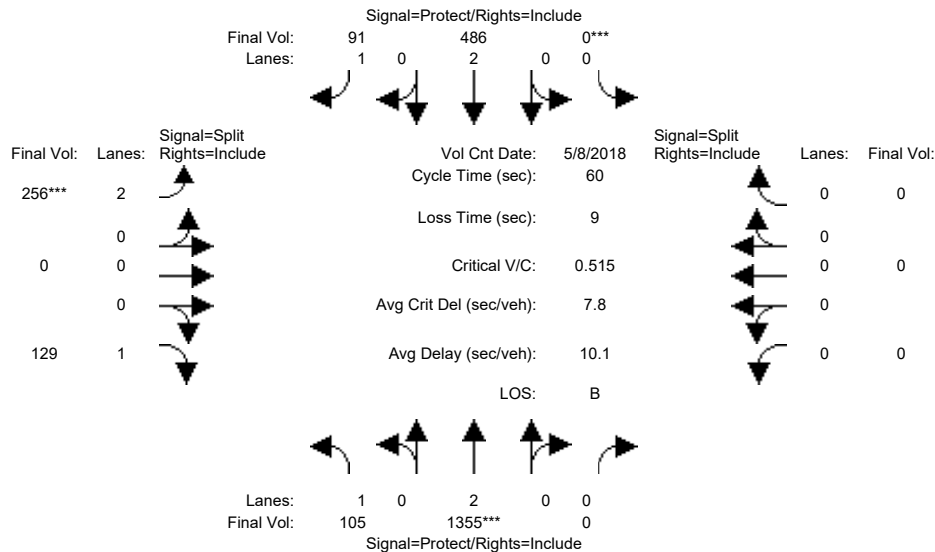 Signal=Protect/Rights=Include
Final Vol: 91 486 0***
Lanes: 1 0 2 0 0
Signal=Split
Final Vol: Lanes: Rights=Include
Vol Cnt Date: 5/8/2018
Signal=Split
Rights=Include Lanes: Final Vol:
Cycle Time (sec): 60
256*** 2
0 0
Loss Time (sec): 9
0
0
0 0
Critical V/C: 0.515
0 0
0
Avg Crit Del (sec/veh): 7.8
0
129 1
Avg Delay (sec/veh): 10.1
0 0
LOS: B
Lanes: 1 0 2 0 0
Final Vol: 105 1355*** 0
Signal=Protect/Rights=Include